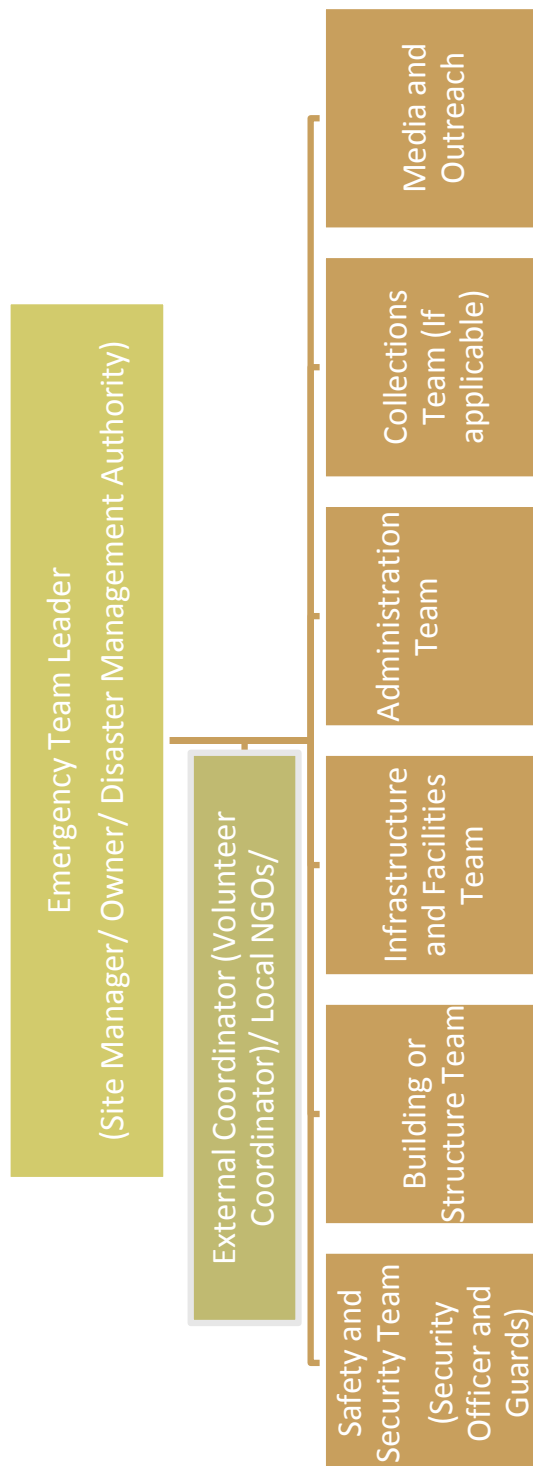 Emergency Team Leader
(Site Manager/ Owner/ Disaster Management Authority)
External Coordinator (Volunteer
Coordinator)/ Local NGOs/
Safety and
Security Team
(Security
Officer and
Guards)
Building or
Structure Team
Infrastructure
and Facilities
Team
Administration
Team
Collections
Team (If
applicable)
Media and
Outreach